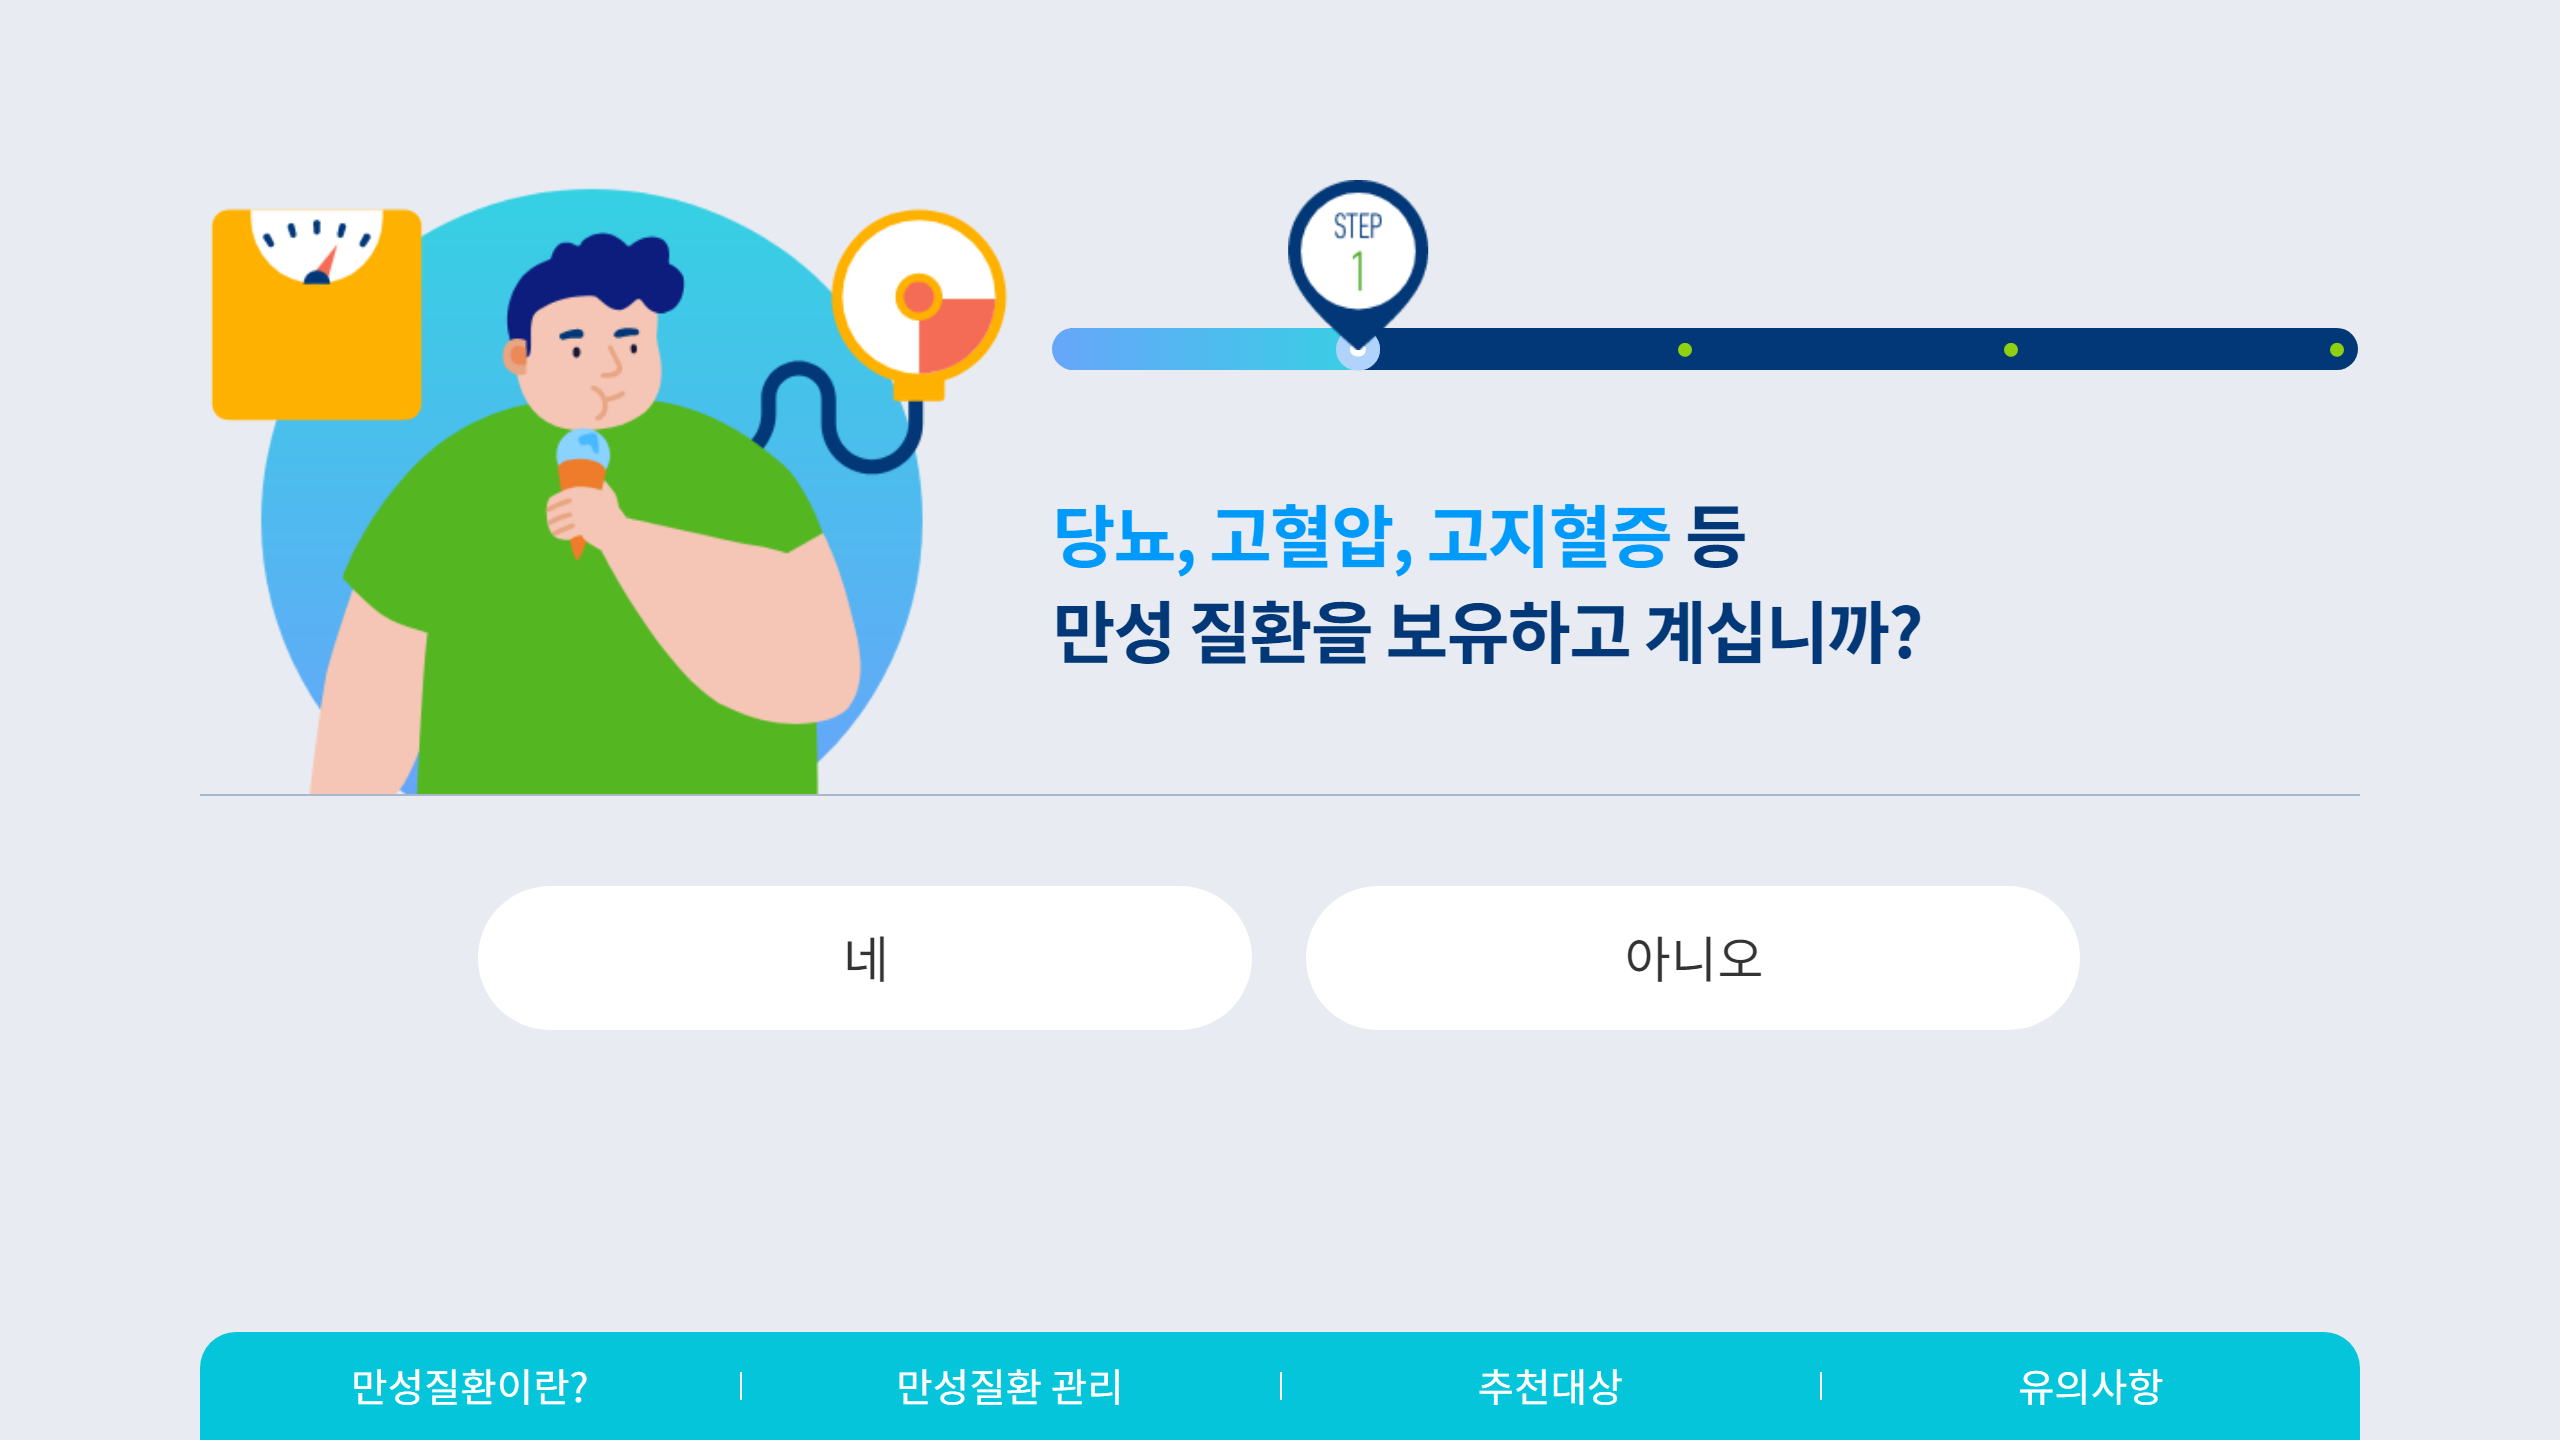 STEP
1
당뇨, 고혈압, 고지혈증 등
만성 질환을 보유하고 계십니까?
네
아니오
만성질환이란?
만성질환 관리
추천대상
유의사항